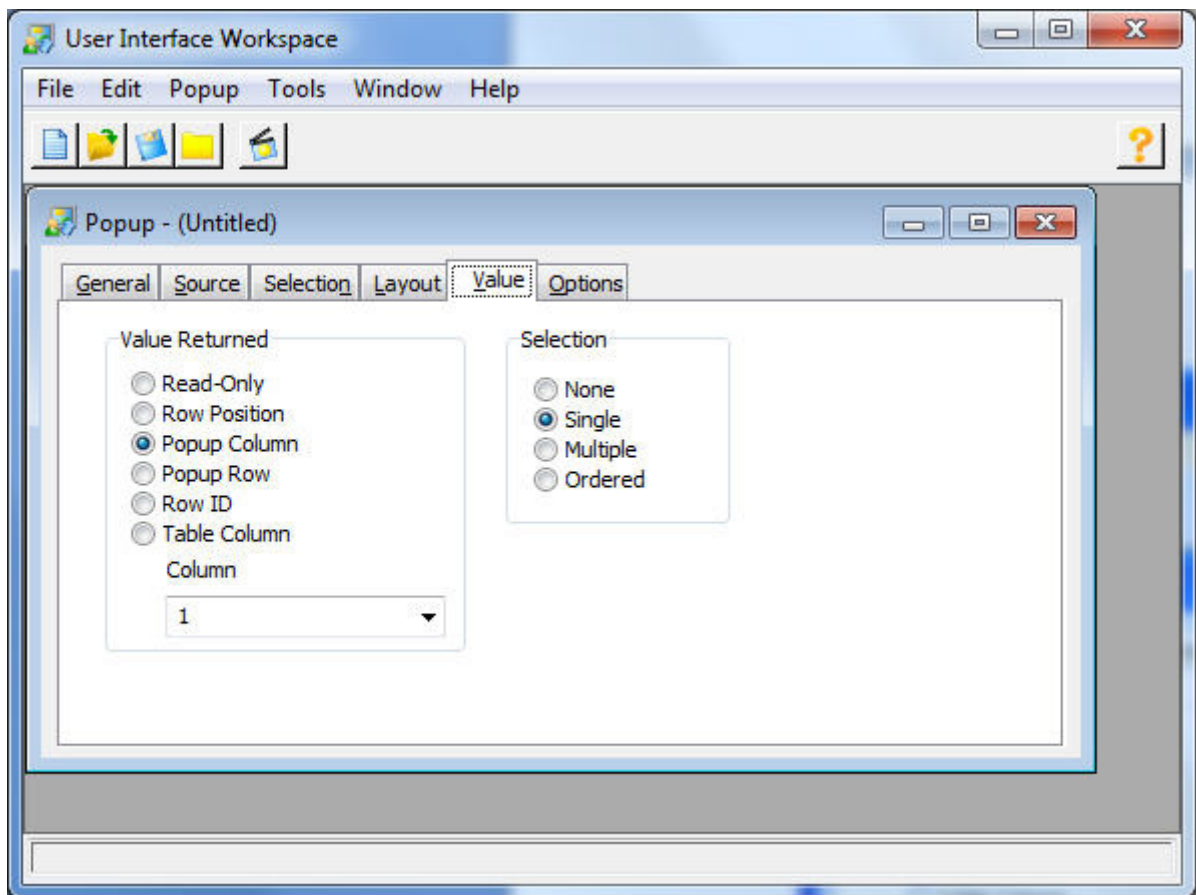 User Interface Workspace
File Edit Popup Tools Window Help
?
Popup - (Untitled)
General Source Selection Layout Value Options
Value Returned
Read-Only
Row Position
Popup Column
Popup Row
Row ID
Table Column
Column
1
Selection
None
Single
Multiple
Ordered